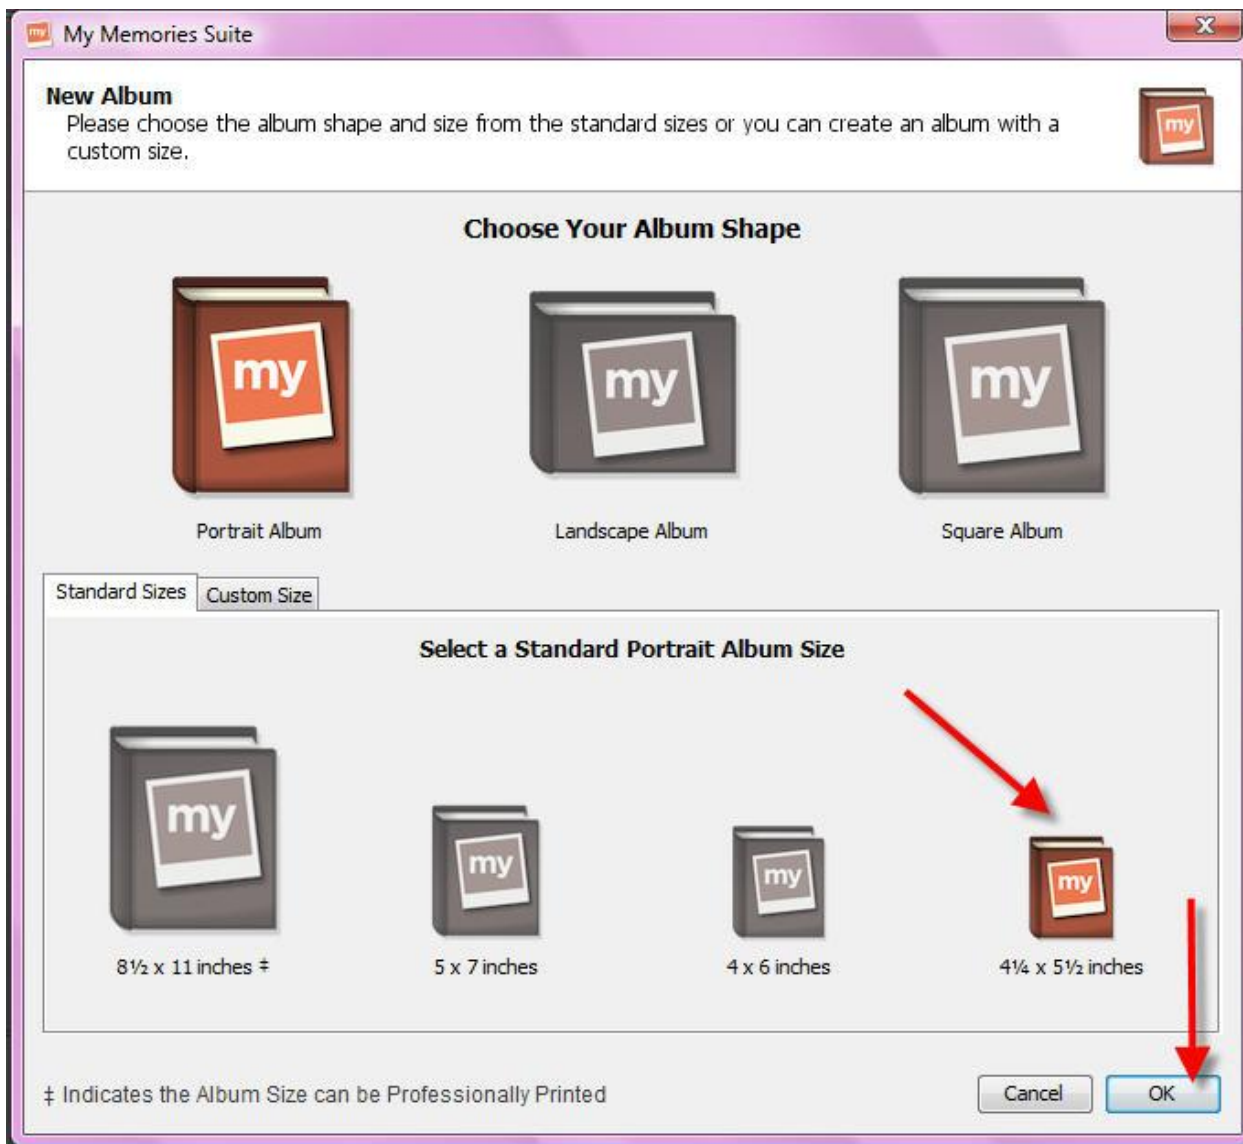 my My Memories Suite X
New Album
Please choose the album shape and size from the standard sizes or you can create an album with a
custom size.
my
Choose Your Album Shape
my my my
Portrait Album Landscape Album Square Album
Standard Sizes Custom Size
Select a Standard Portrait Album Size
my my my my
8½ x 11 inches ‡ 5 x 7 inches 4 x 6 inches 4¼ x 5½ inches
‡ Indicates the Album Size can be Professionally Printed Cancel OK